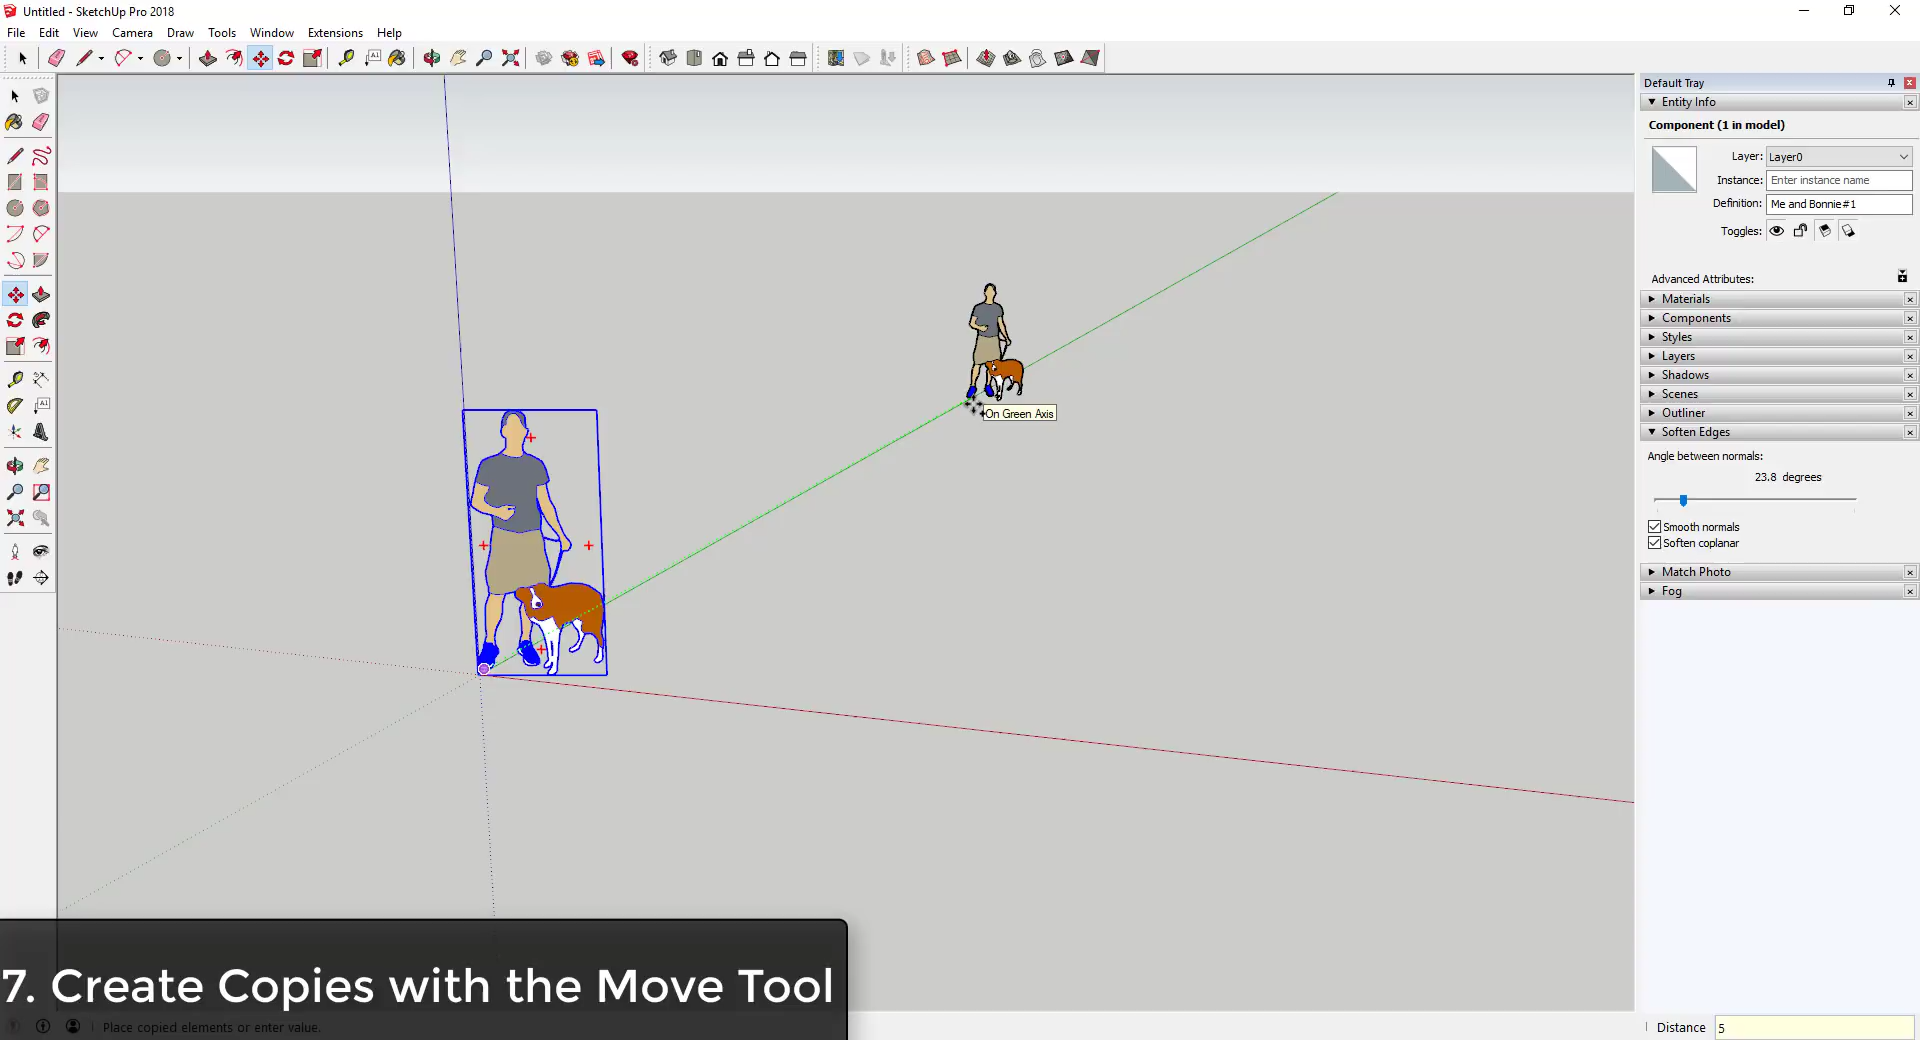 Untitled - SketchUp Pro 2018
File Edit View Camera Draw Tools Window Extensions Help
Default Tray
Entity Info
Component (1 in model)
Layer: Layer0
Instance: Enter instance name
Definition: Me and Bonnie#1
Toggles:
Advanced Attributes:
Materials
Components
Styles
Layers
Shadows
Scenes
Outliner
Soften Edges
Angle between normals:
23.8 degrees
Smooth normals
Soften coplanar
Match Photo
Fog
On Green Axis
7. Create Copies with the Move Tool
Place copied elements or enter value.
Distance 5